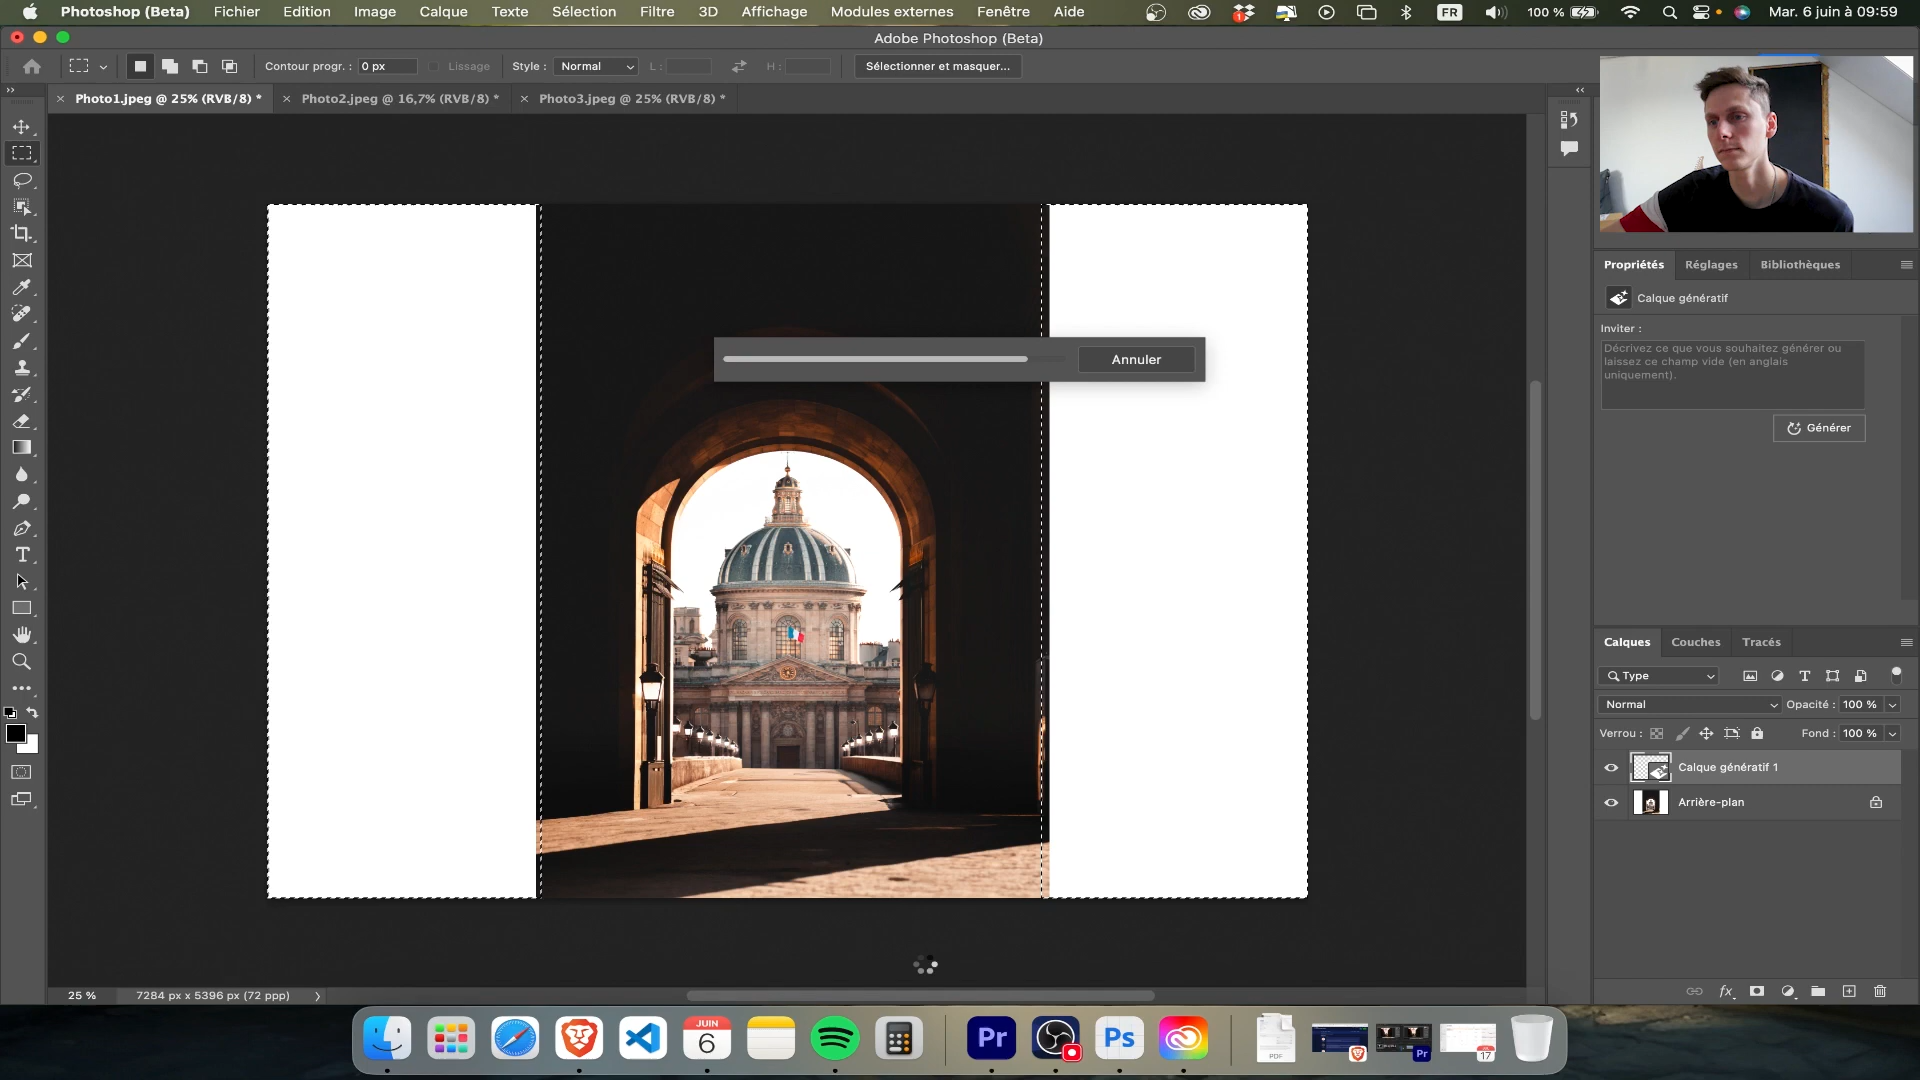 Photoshop (Beta) Fichier Edition Image Calque Texte Sélection Filtre 3D Affichage Modules externes Fenêtre Aide 1 FR 100 % Mar. 6 juin à 09:59
Adobe Photoshop (Beta)
Contour progr. : 0 px Lissage Style : Normal L : H : Sélectionner et masquer...
Photo1.jpeg @ 25% (RVB/8) * Photo2.jpeg @ 16,7% (RVB/8) * Photo3.jpeg @ 25% (RVB/8) *
Propriétés Réglages Bibliothèques
Calque génératif
Inviter :
Décrivez ce que vous souhaitez générer ou
laissez ce champ vide (en anglais
uniquement).
Générer
Annuler
Calques Couches Tracés
Type
Normal Opacité : 100 %
Verrou : Fond : 100 %
Calque génératif 1
Arrière-plan
fx
25 % 7284 px x 5396 px (72 ppp)
JUIN
6
Pr
Ps
PDF
Pr
17